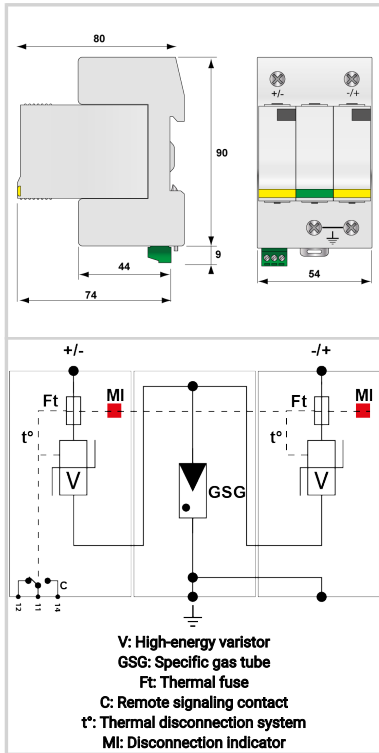 80
+/-
-/+
90
44
9
74
54
+/-
-/+
Ft
MI
Ft
MI
t°
t°
V
GSG
V
C
12
11
14
V: High-energy varistor
GSG: Specific gas tube
Ft: Thermal fuse
C: Remote signaling contact
t°: Thermal disconnection system
MI: Disconnection indicator